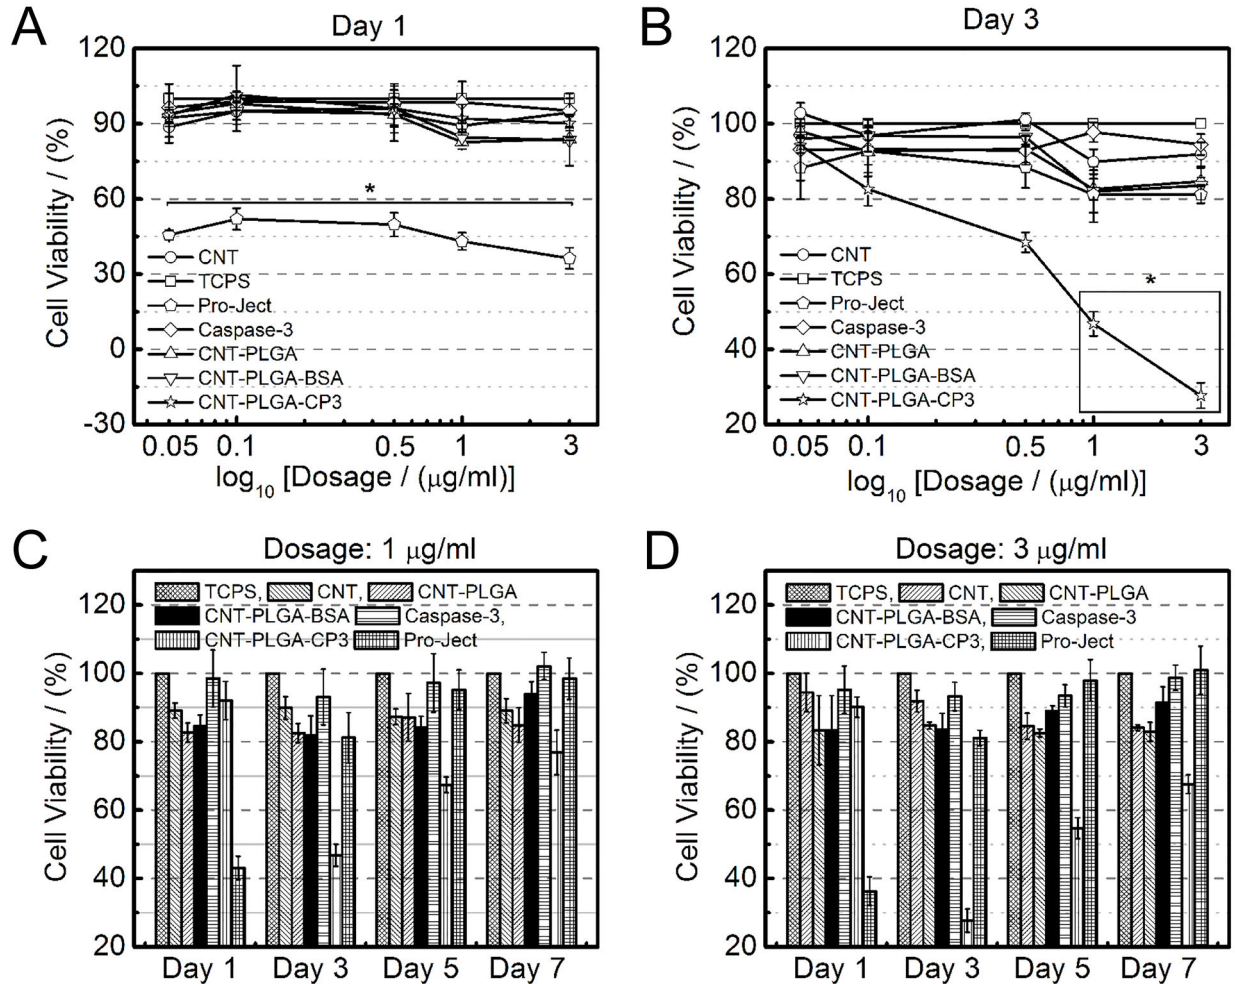 A
Day 1
120
90
60
30
0
-30
Cell Viability / (%)
*
CNT
TCPS
Pro-Ject
Caspase-3
CNT-PLGA
CNT-PLGA-BSA
CNT-PLGA-CP3
0.05 0.1 0.5 1 3
log10 [Dosage / (μg/ml)]
B
Day 3
120
100
80
60
40
20
Cell Viability / (%)
*
CNT
TCPS
Pro-Ject
Caspase-3
CNT-PLGA
CNT-PLGA-BSA
CNT-PLGA-CP3
0.05 0.1 0.5 1 3
log10 [Dosage / (μg/ml)]
C
Dosage: 1 μg/ml
TCPS, CNT, CNT-PLGA
CNT-PLGA-BSA Caspase-3,
CNT-PLGA-CP3 Pro-Ject
120
100
80
60
40
20
Cell Viability / (%)
Day 1 Day 3 Day 5 Day 7
D
Dosage: 3 μg/ml
TCPS, CNT, CNT-PLGA
CNT-PLGA-BSA, Caspase-3
CNT-PLGA-CP3, Pro-Ject
120
100
80
60
40
20
Cell Viability / (%)
Day 1 Day 3 Day 5 Day 7